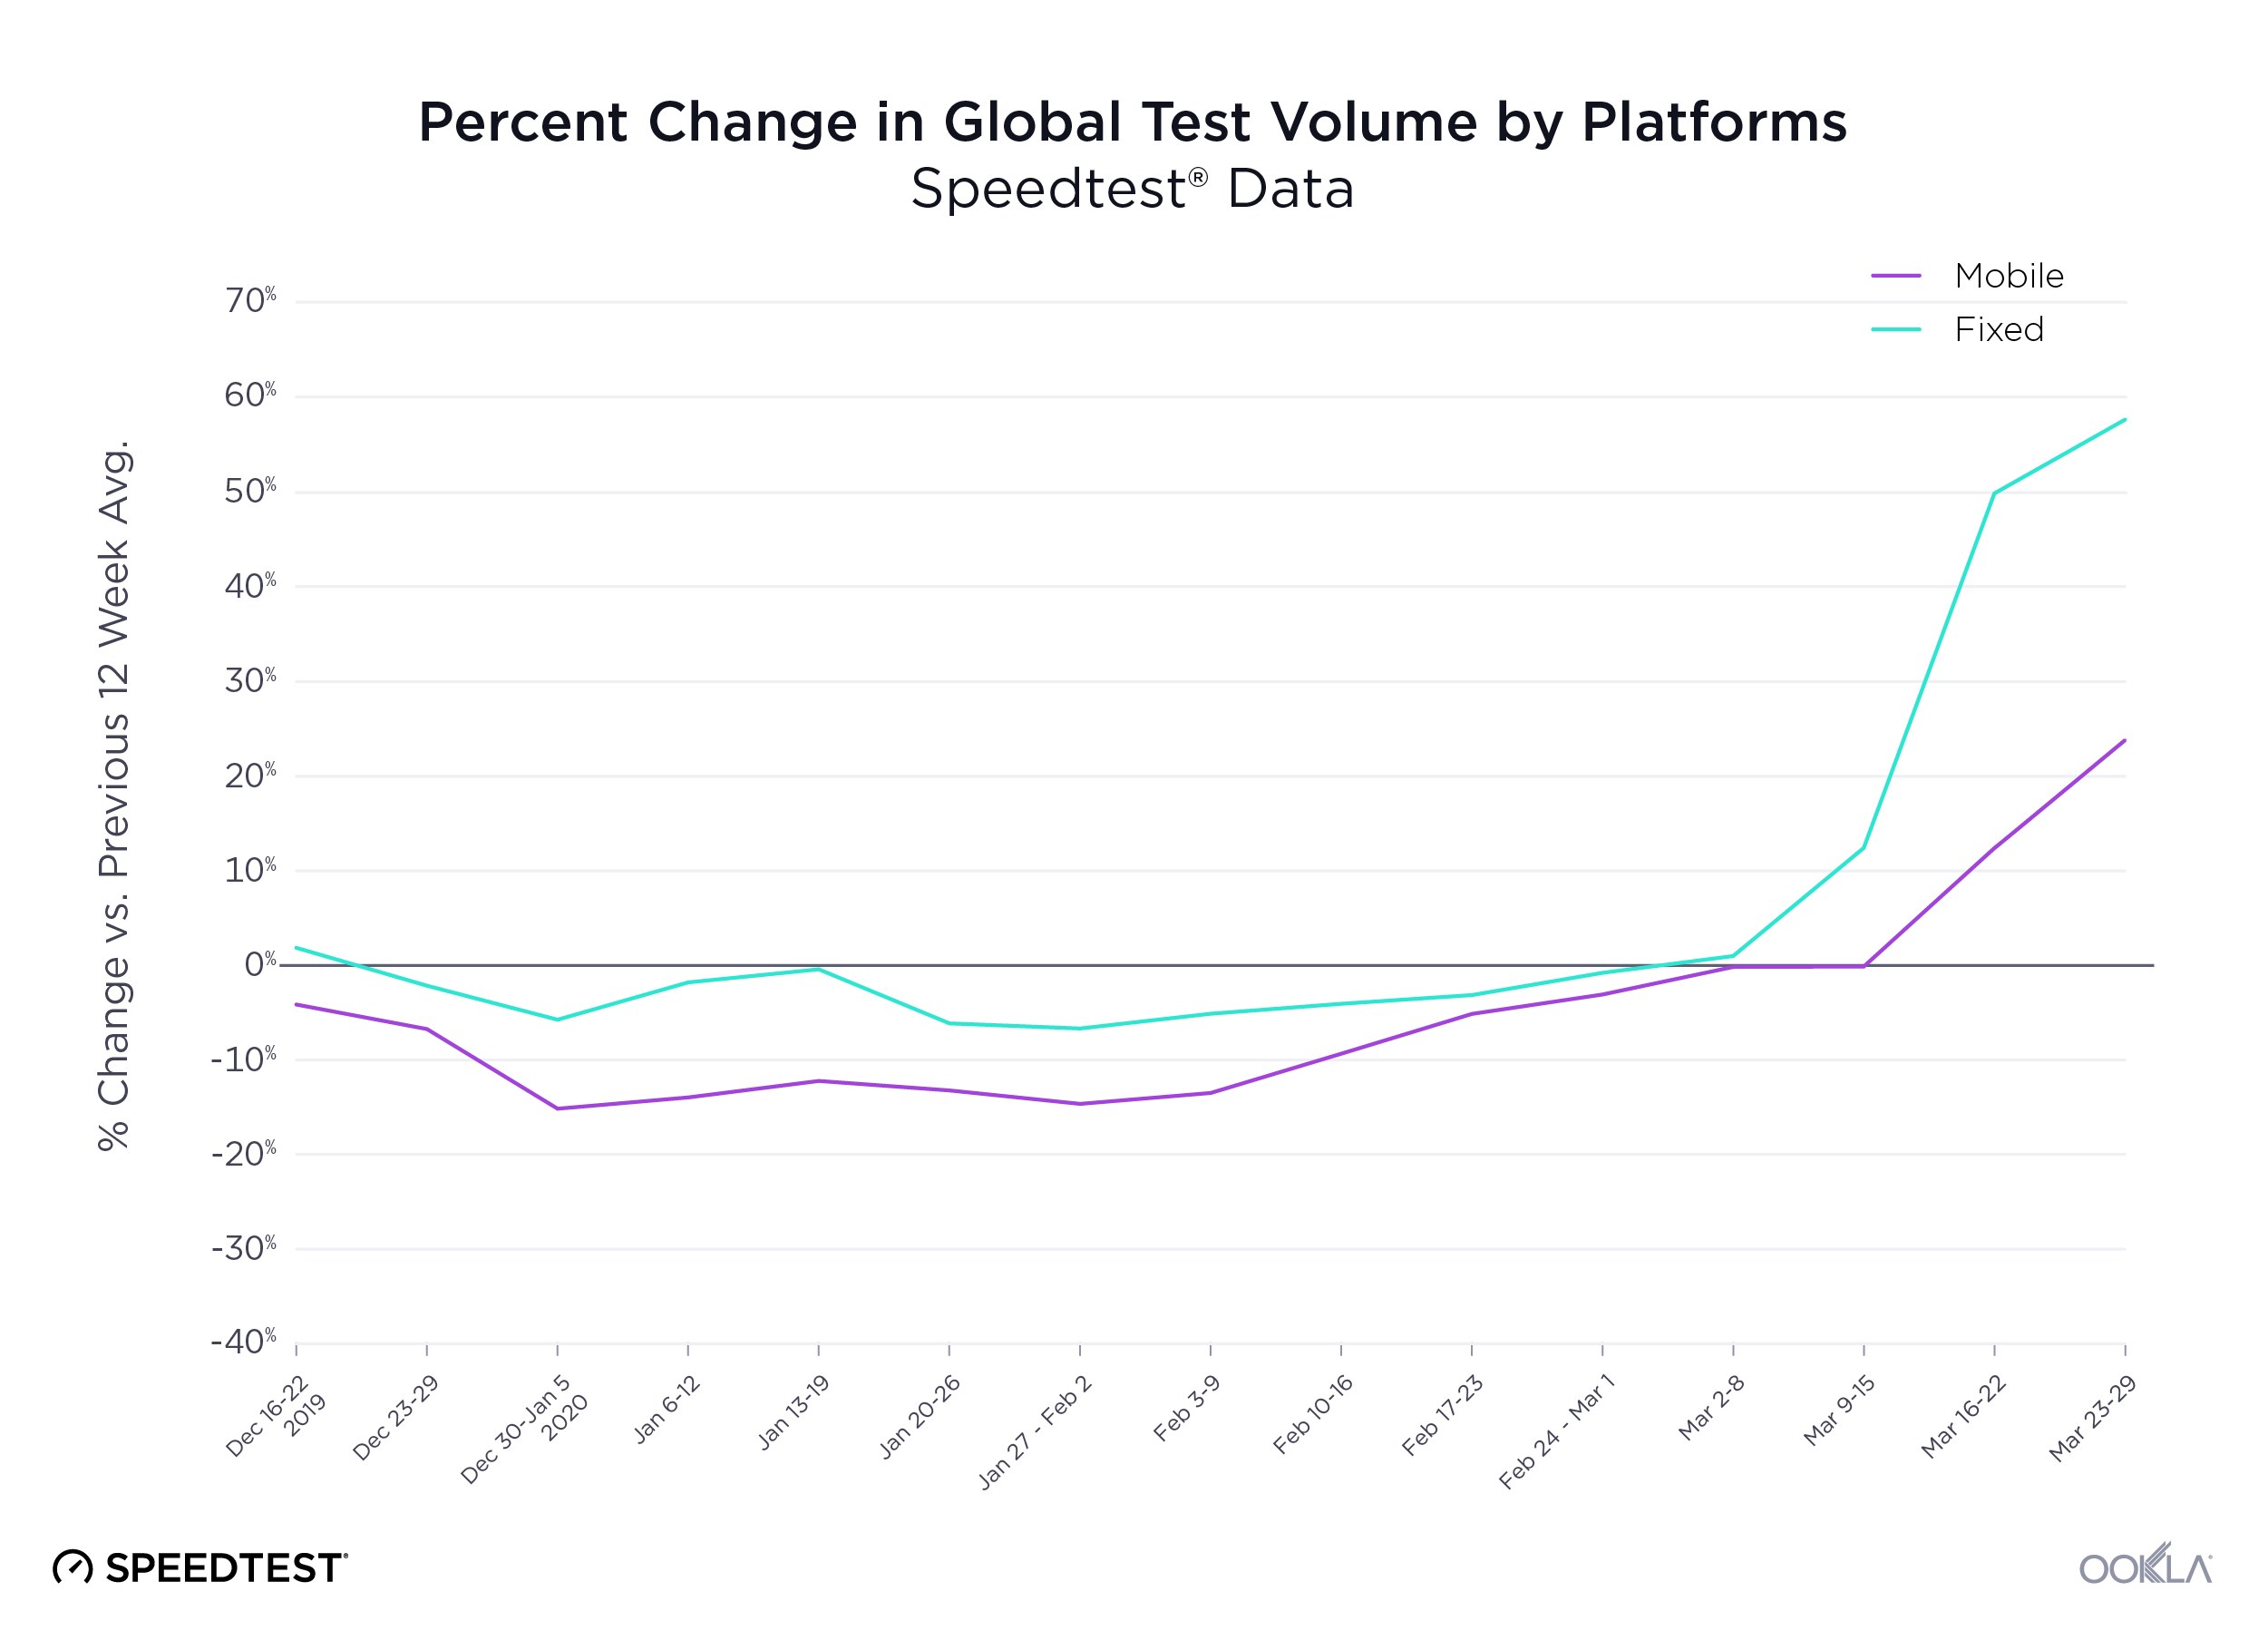 Percent Change in Global Test Volume by Platforms
Speedtest® Data
Mobile
Fixed
% Change vs. Previous 12 Week Avg.
70%
60%
50%
40%
30%
20%
10%
0%
-10%
-20%
-30%
-40%
Dec 16-22
2019
Dec 23-29
Dec 30-Jan 5
2020
Jan 6-12
Jan 13-19
Jan 20-26
Jan 27 - Feb 2
Feb 3-9
Feb 10-16
Feb 17-23
Feb 24 - Mar 1
Mar 2-8
Mar 9-15
Mar 16-22
Mar 23-29
SPEEDTEST®
OOKLA®